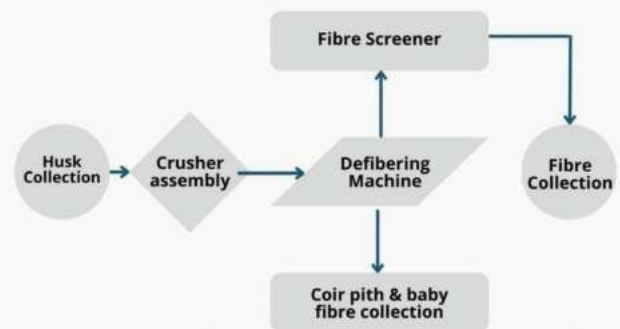 Fibre Screener
Husk
Collection
Crusher
assembly
Defibering
Machine
Fibre
Collection
Coir pith & baby
fibre collection